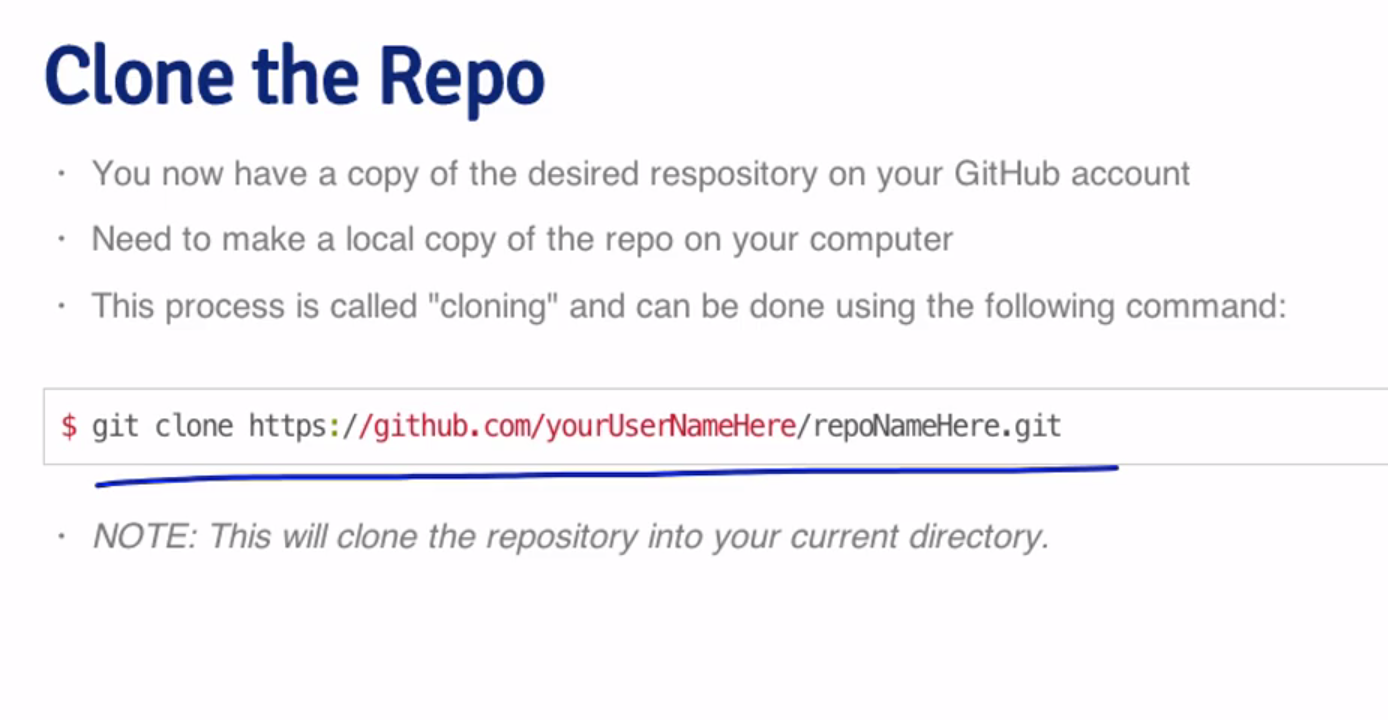 Clone the Repo
· You now have a copy of the desired respository on your GitHub account
· Need to make a local copy of the repo on your computer
· This process is called "cloning" and can be done using the following command:
$ git clone https://github.com/yourUserNameHere/repoNameHere.git
· NOTE: This will clone the repository into your current directory.